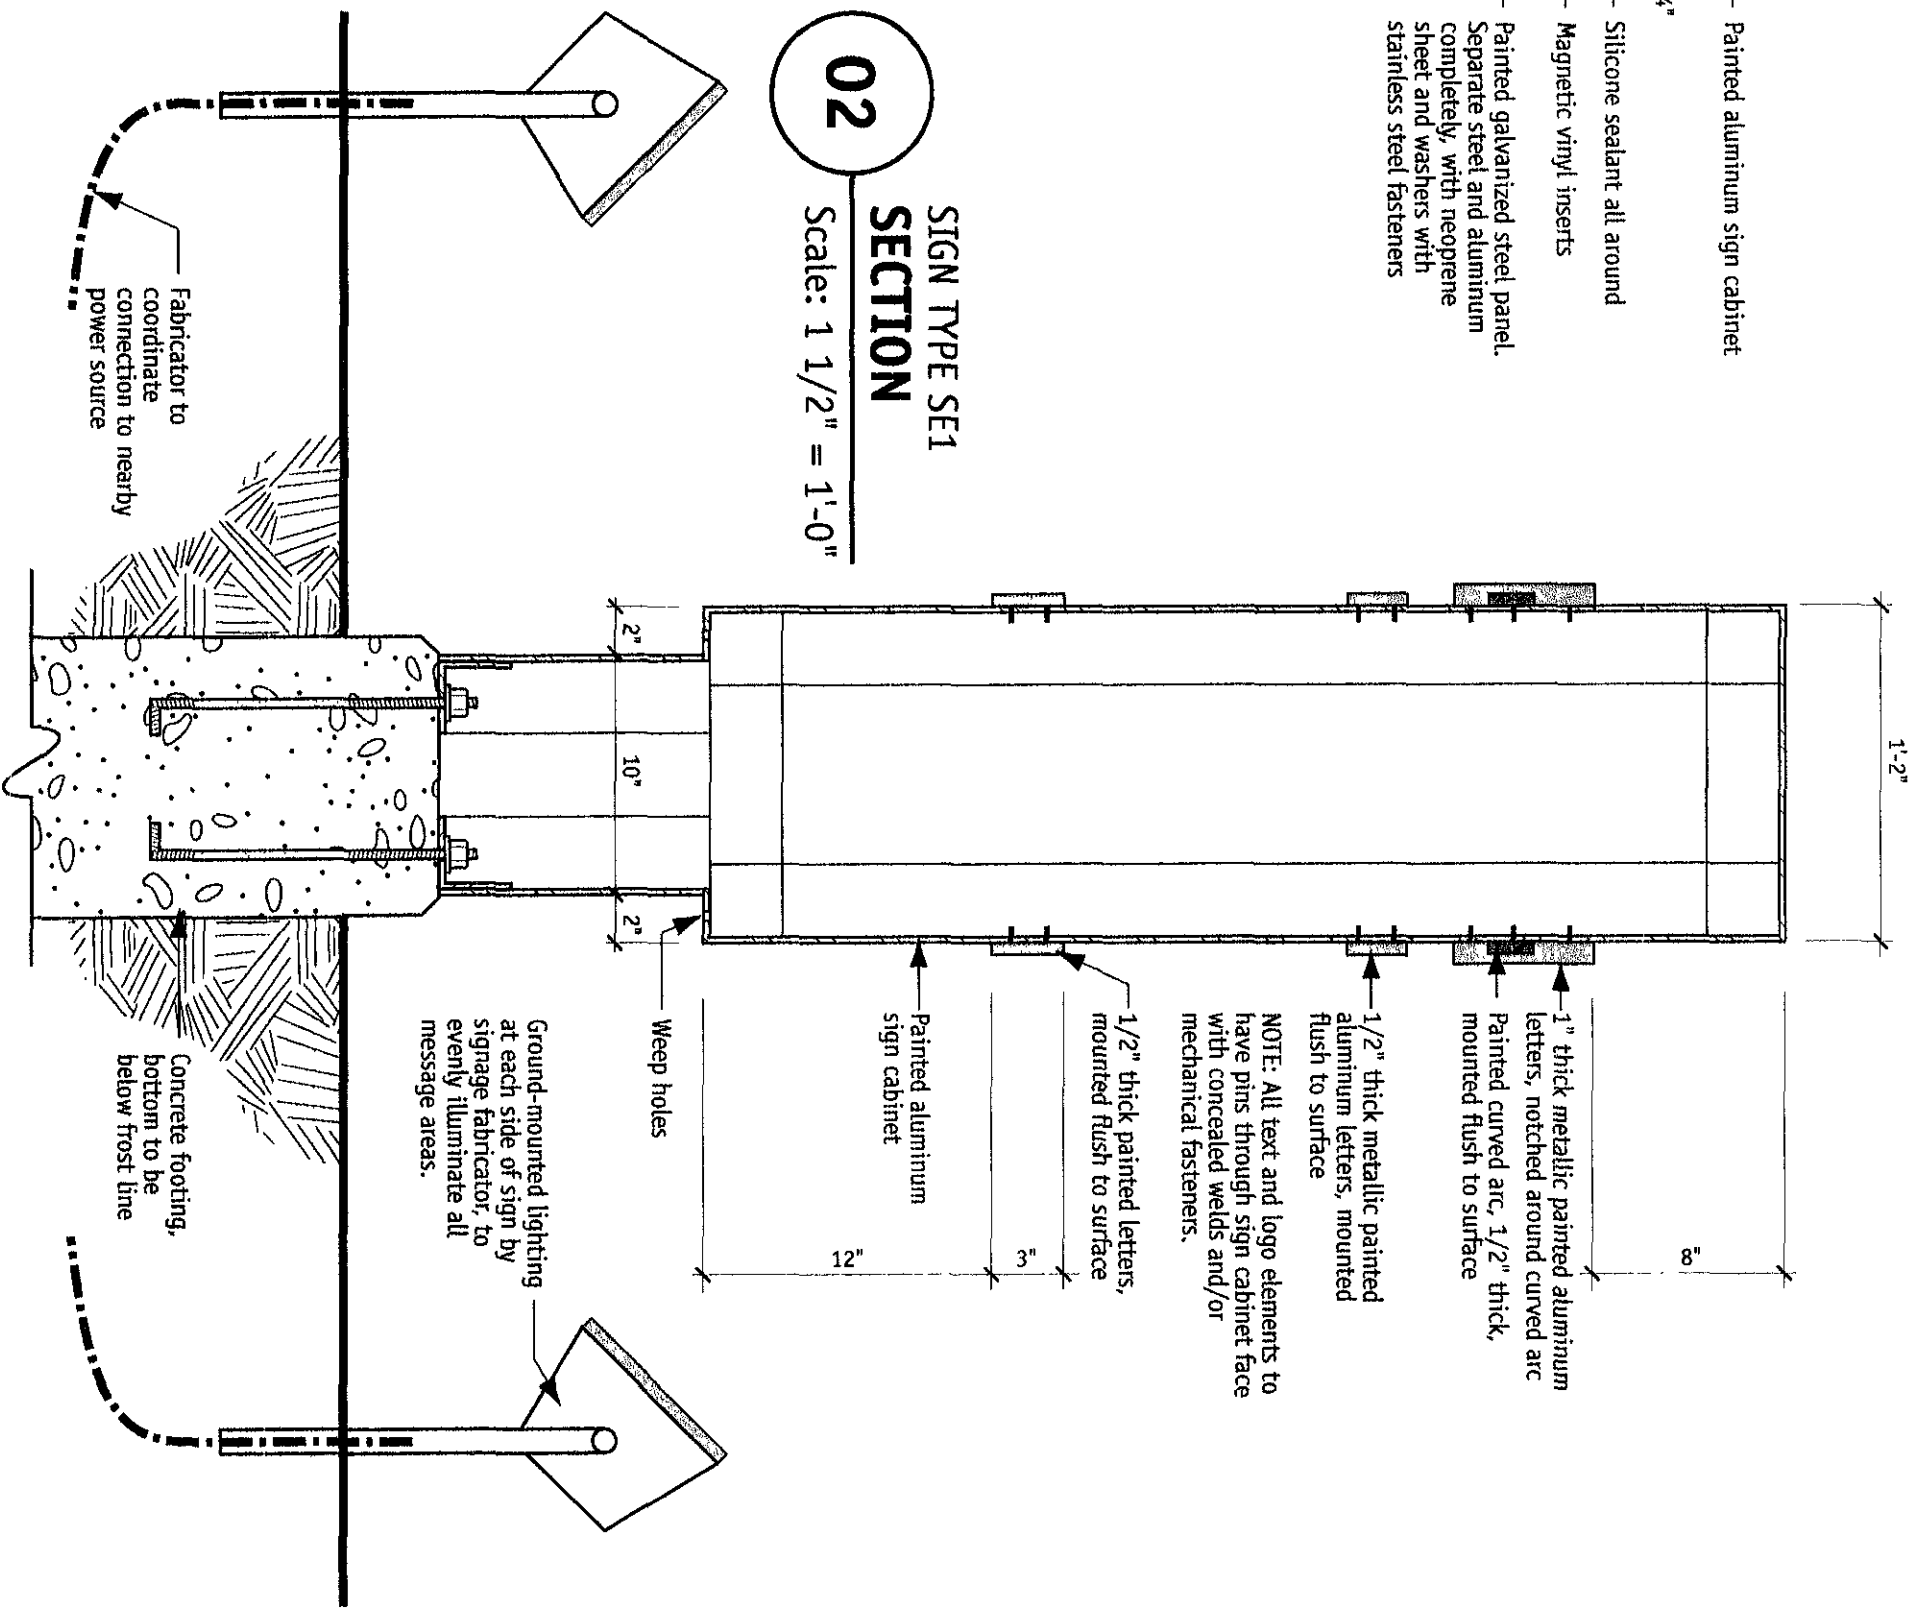 Painted aluminum sign cabinet
Silicone sealant all around
Magnetic vinyl inserts
Painted galvanized steel panel.
Separate steel and aluminum
completely, with neoprene
sheet and washers with
stainless steel fasteners
1'-2"
8"
1" thick metallic painted aluminum
letters, notched around curved arc
Painted curved arc, 1/2" thick,
mounted flush to surface
1/2" thick metallic painted
aluminum letters, mounted
flush to surface
NOTE: All text and logo elements to
have pins through sign cabinet face
with concealed welds and/or
mechanical fasteners.
1/2" thick painted letters,
mounted flush to surface
3"
12"
Painted aluminum
sign cabinet
Weep holes
2"
10"
2"
Ground-mounted lighting
at each side of sign by
signage fabricator, to
evenly illuminate all
message areas.
Concrete footing,
bottom to be
below frost line
02
SIGN TYPE SE1
SECTION
Scale: 1 1/2" = 1'-0"
Fabricator to
coordinate
connection to nearby
power source